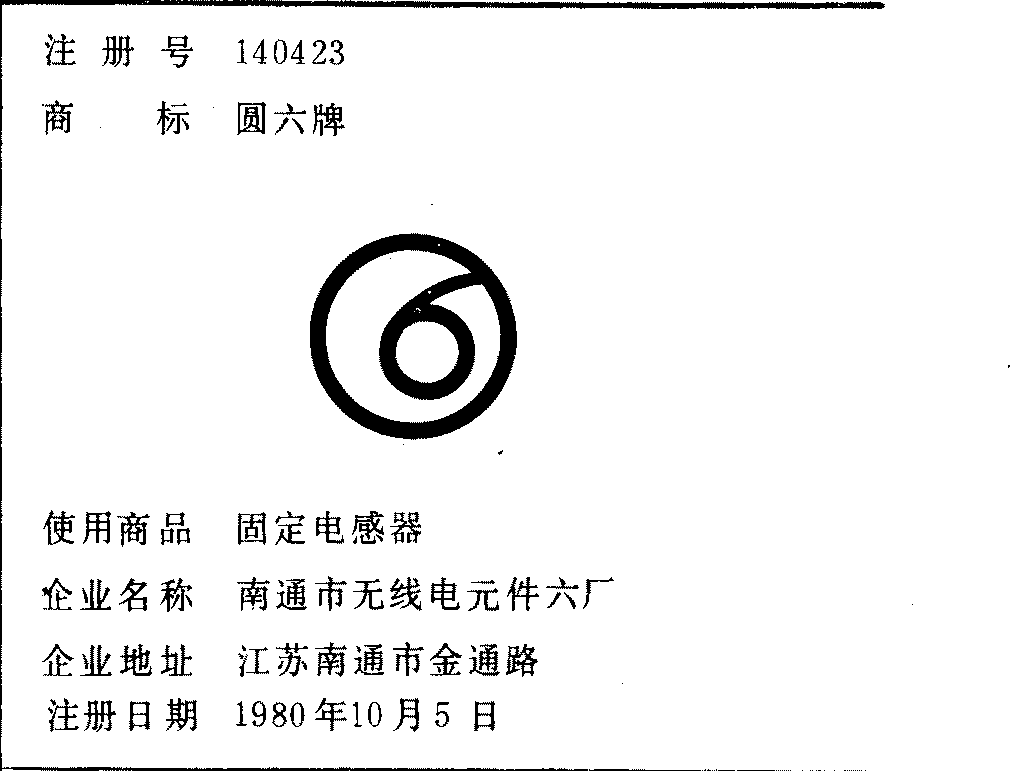 注册号 140423
商标 圆六牌
6
使用商品 固定电感器
企业名称 南通市无线电元件六厂
企业地址 江苏南通市金通路
注册日期 1980年10月5日